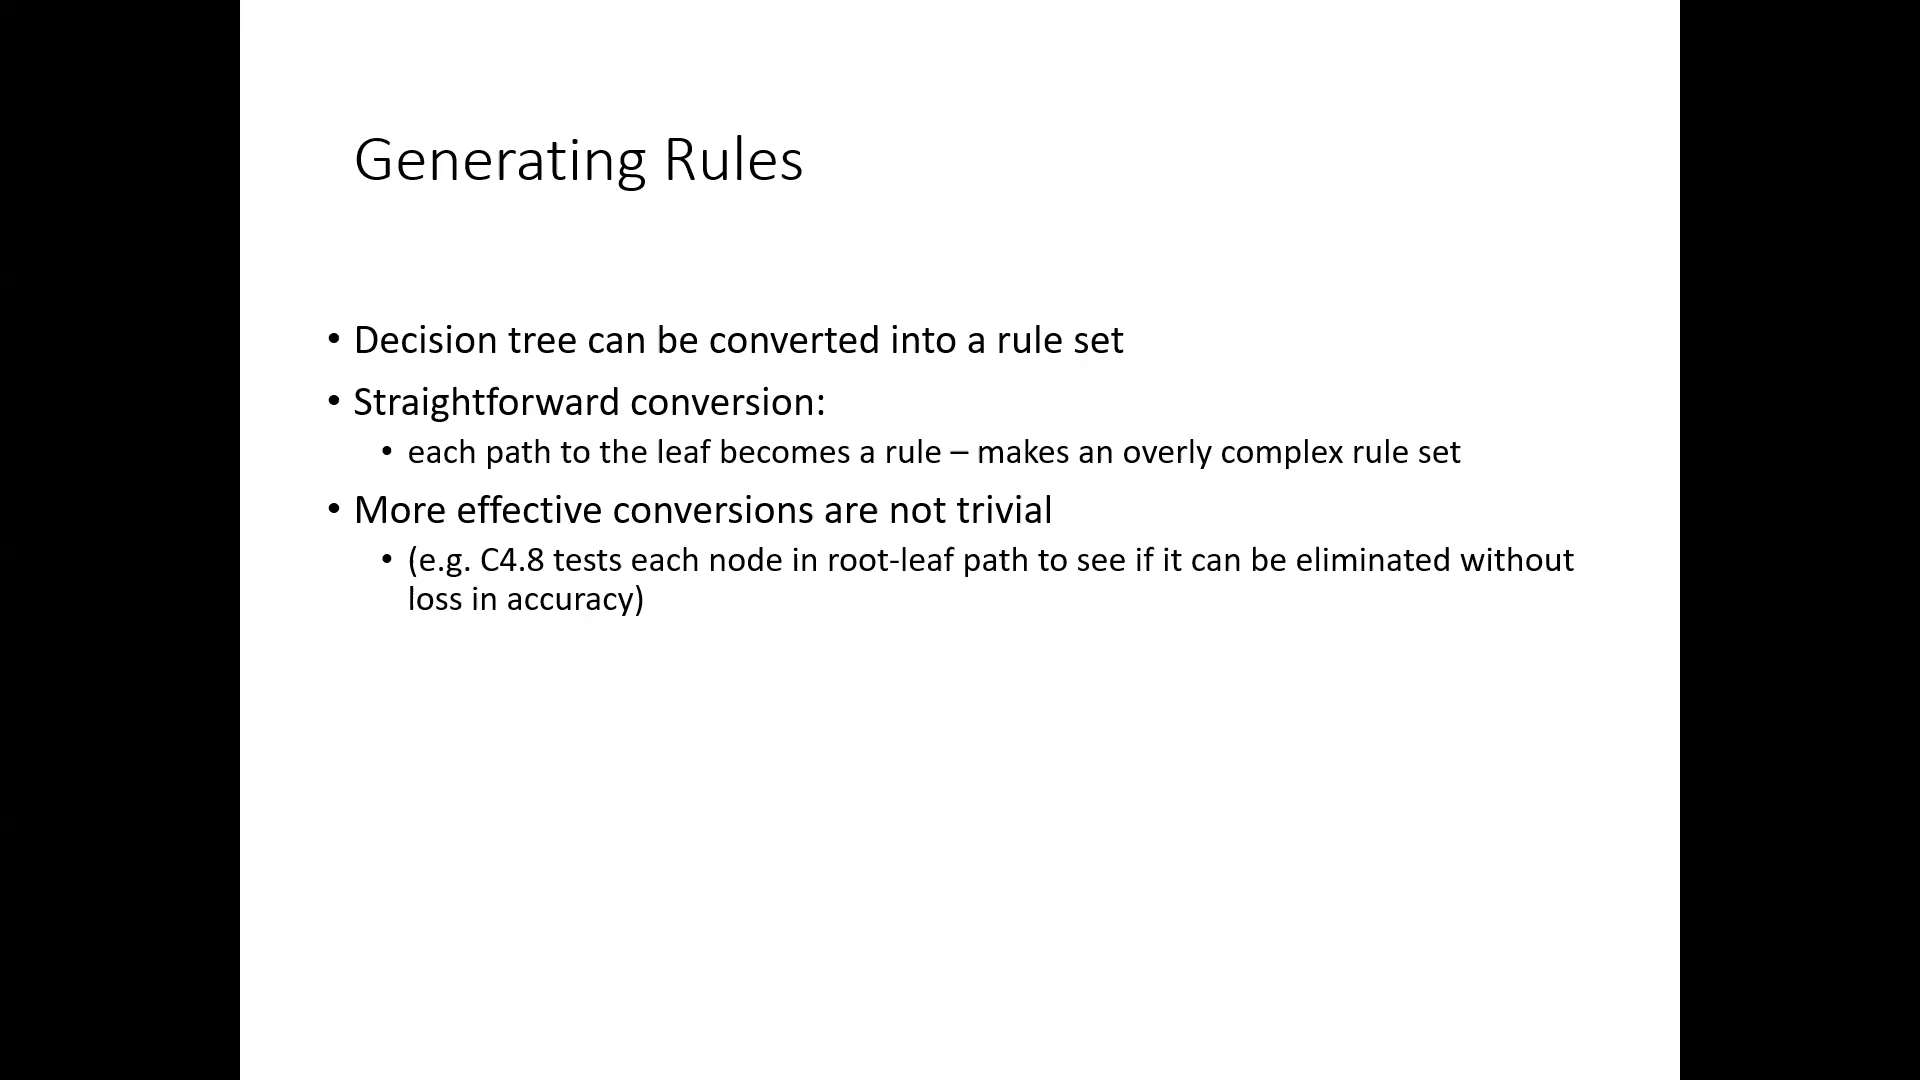 Generating Rules
• Decision tree can be converted into a rule set
• Straightforward conversion:
• each path to the leaf becomes a rule – makes an overly complex rule set
• More effective conversions are not trivial
• (e.g. C4.8 tests each node in root-leaf path to see if it can be eliminated without
loss in accuracy)